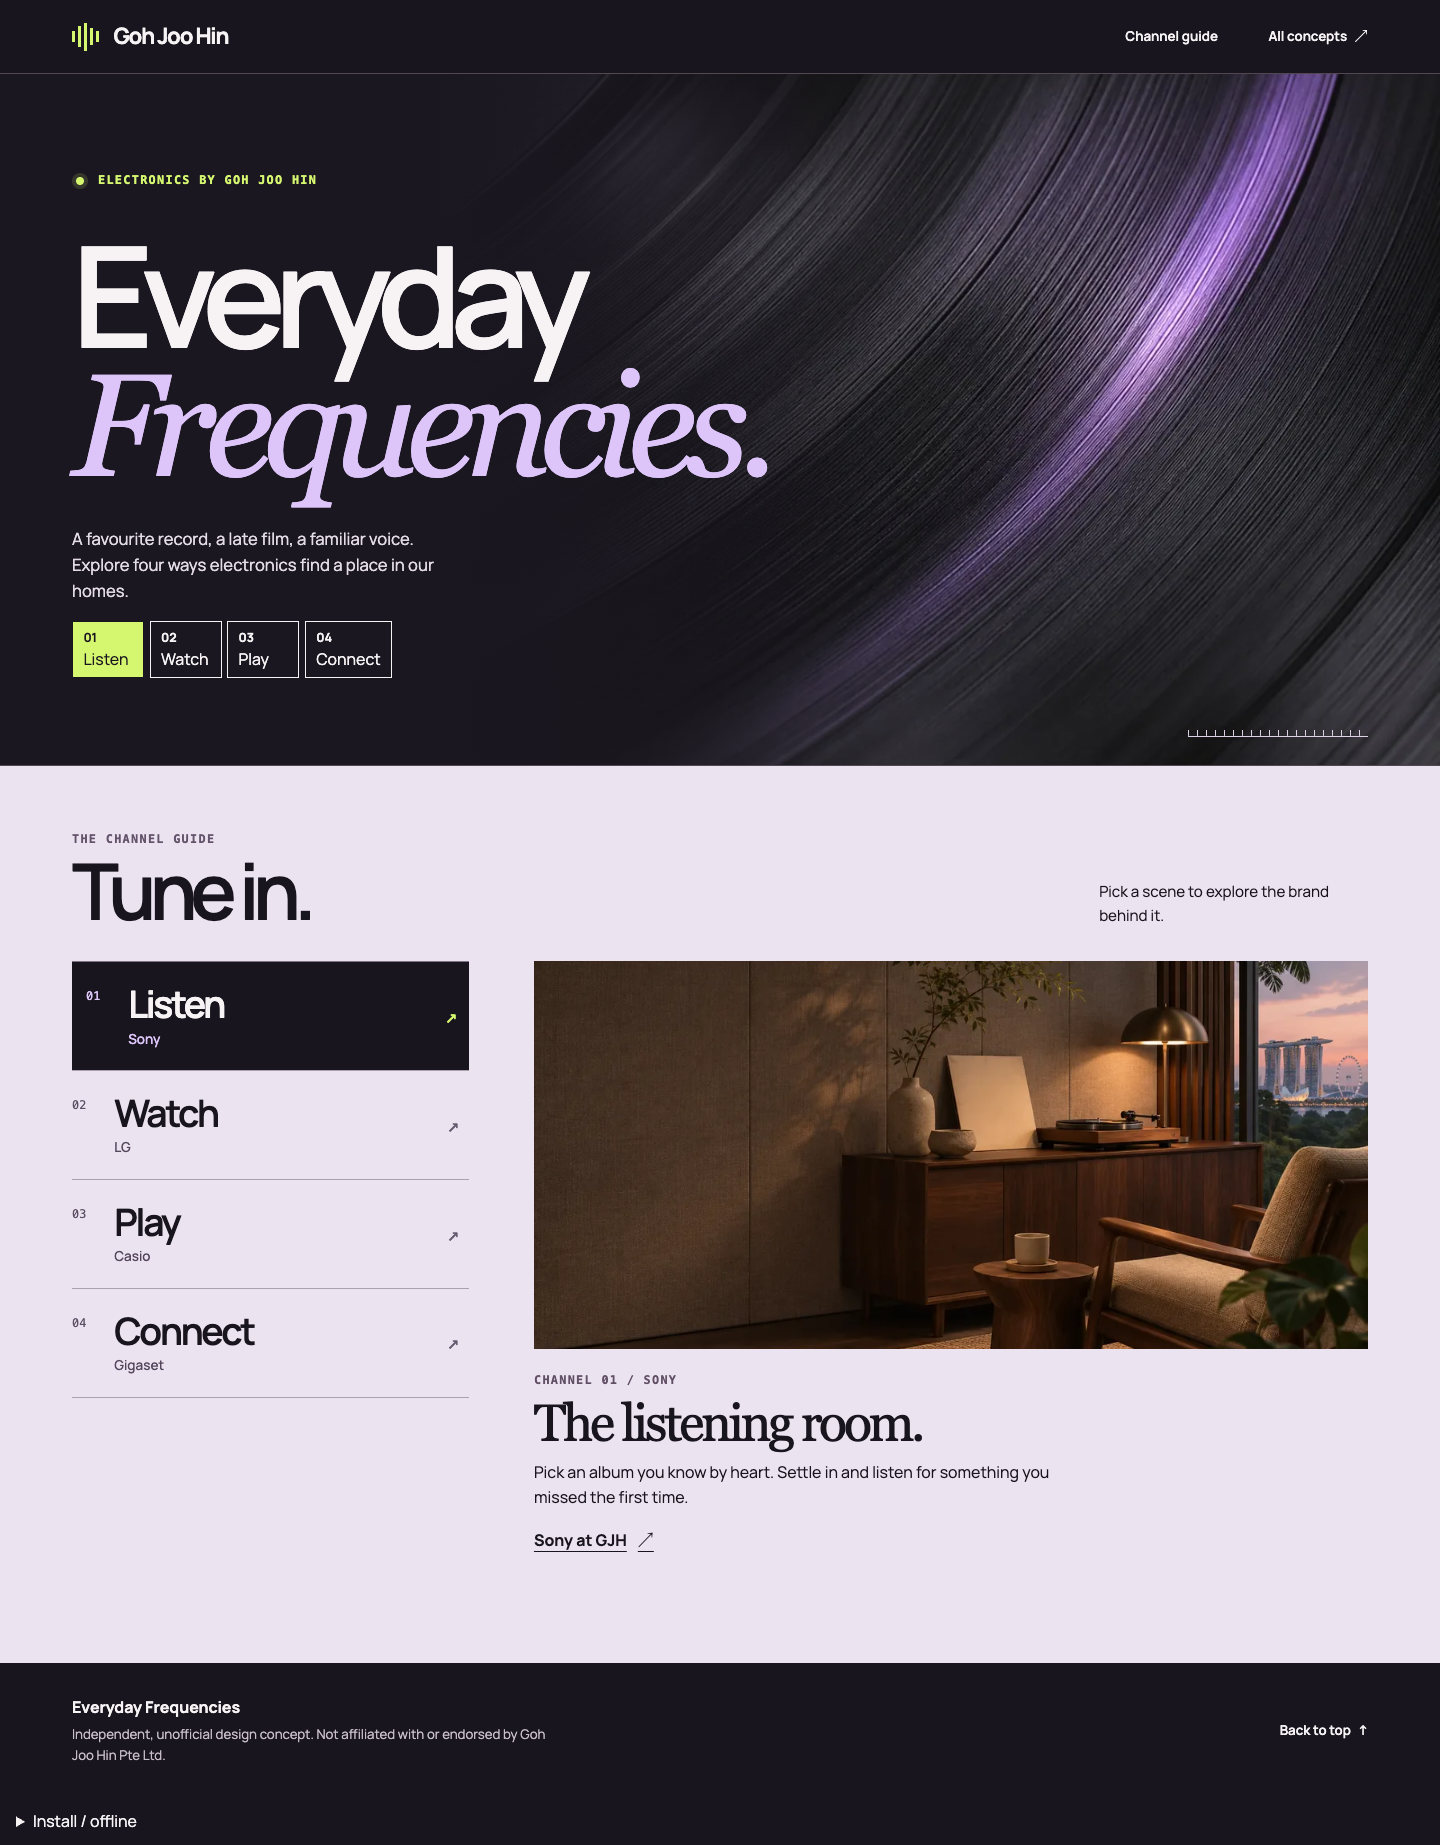 Goh Joo Hin
Channel guide
All concepts ↗
ELECTRONICS BY GOH JOO HIN
Everyday
Frequencies.
A favourite record, a late film, a familiar voice.
Explore four ways electronics find a place in our
homes.
01
Listen
02
Watch
03
Play
04
Connect
THE CHANNEL GUIDE
Tune in.
Pick a scene to explore the brand
behind it.
01
Listen
Sony
↗
02
Watch
LG
↗
03
Play
Casio
↗
04
Connect
Gigaset
↗
CHANNEL 01 / SONY
The listening room.
Pick an album you know by heart. Settle in and listen for something you
missed the first time.
Sony at GJH ↗
Everyday Frequencies
Independent, unofficial design concept. Not affiliated with or endorsed by Goh
Joo Hin Pte Ltd.
Back to top ↑
▶ Install / offline